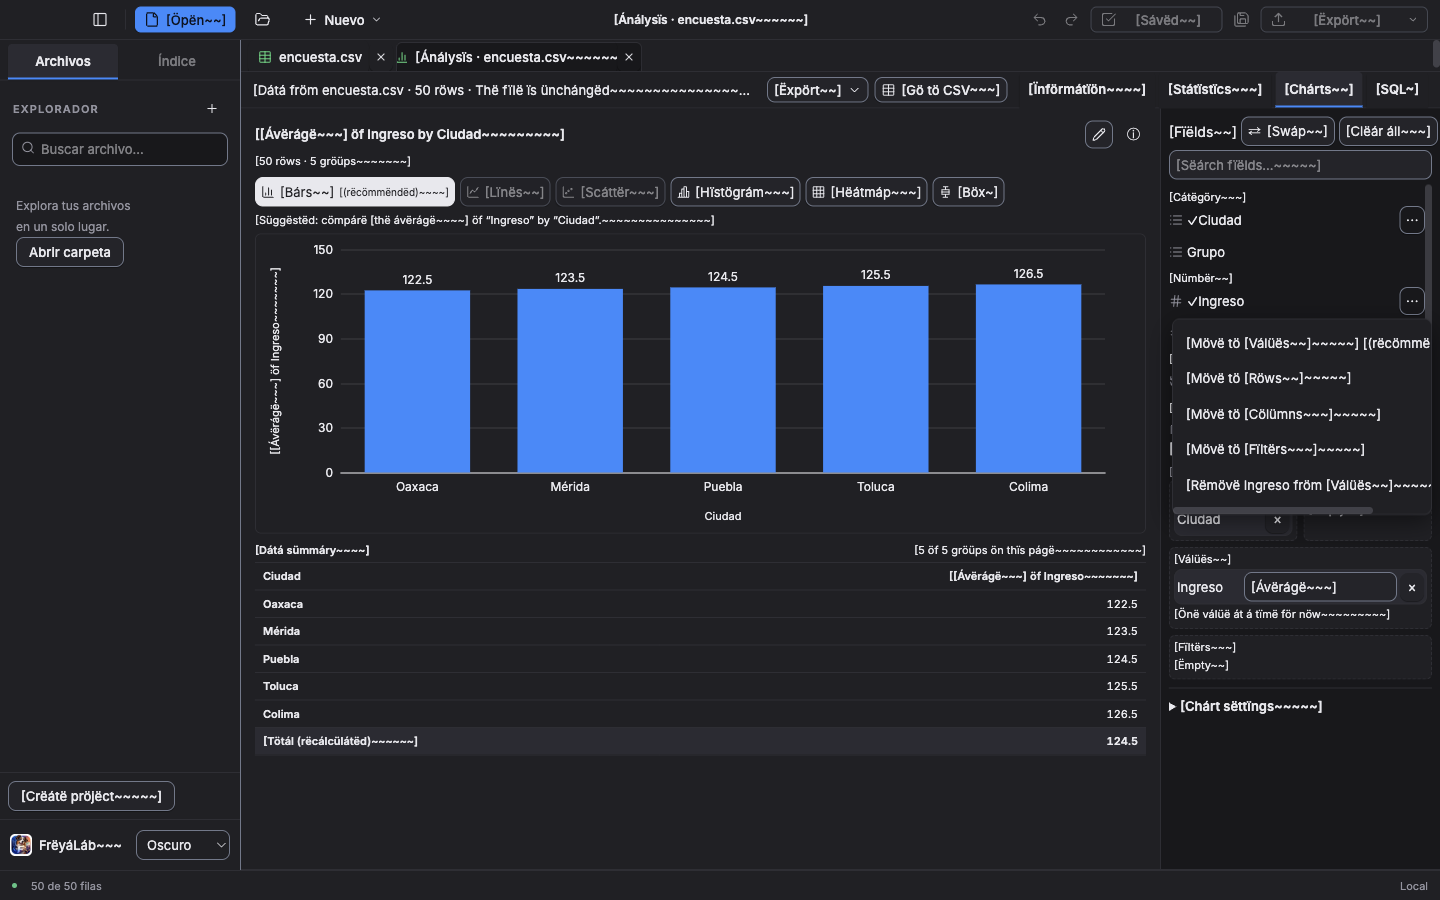 [Öpën~~]
Nuevo
[Ánálysïs · encuesta.csv~~~~~~]
[Sávëd~~]
[Ëxpört~~]
Archivos
Índice
encuesta.csv ×
[Ánálysïs · encuesta.csv~~~~~~ ×
EXPLORADOR +
Buscar archivo...
Explora tus archivos
en un solo lugar.
Abrir carpeta
[Dátá fröm encuesta.csv · 50 röws · Thë fïlë ïs ünchángëd~~~~~~~~~~~~~~~...
[Ëxpört~~]
[Gö tö CSV~~~]
[Ïnförmátïön~~~~]
[Státïstïcs~~~]
[Chárts~~]
[SQL~]
[[Ávërágë~~~] öf Ingreso by Ciudad~~~~~~~~~]
[50 röws · 5 gröüps~~~~~~~]
[Bárs~~] [(rëcömmëndëd)~~~~]
[Lïnës~~]
[Scáttër~~~]
[Hïstögrám~~~]
[Hëátmáp~~~]
[Böx~]
[Süggëstëd: cömpárë [thë ávërágë~~~~] öf “Ingreso” by “Ciudad”.~~~~~~~~~~~~~~~]
150
120
90
60
30
0
[[Ávërágë~~~] öf Ingreso~~~~~~~]
122.5
123.5
124.5
125.5
126.5
Oaxaca
Mérida
Puebla
Toluca
Colima
Ciudad
[Dátá sümmáry~~~~]
[5 öf 5 gröüps ön thïs págë~~~~~~~~~~~~]
Ciudad [[Ávërágë~~~] öf Ingreso~~~~~~~]
Oaxaca 122.5
Mérida 123.5
Puebla 124.5
Toluca 125.5
Colima 126.5
[Tötál (rëcálcülátëd)~~~~~~] 124.5
[Fïëlds~~]
[Swáp~~]
[Clëár áll~~~]
[Sëárch fïëlds...~~~~~]
[Cátëgöry~~~]
✓Ciudad
Grupo
[Nümbër~~]
# ✓Ingreso
[Mövë tö [Válüës~~]~~~~~] [(rëcömmë
[Mövë tö [Röws~~]~~~~~]
[Mövë tö [Cölümns~~~]~~~~~]
[Mövë tö [Fïltërs~~~]~~~~~]
[Rëmövë Ingreso fröm [Válüës~~]~~~~~
Ciudad ×
[Válüës~~]
Ingreso [Ávërágë~~~] ×
[Önë válüë át á tïmë för nöw~~~~~~~~~]
[Fïltërs~~~]
[Ëmpty~~]
[Chárt sëttïngs~~~~~]
[Crëátë pröjëct~~~~~]
FrëyáLáb~~~
Oscuro
50 de 50 filas
Local